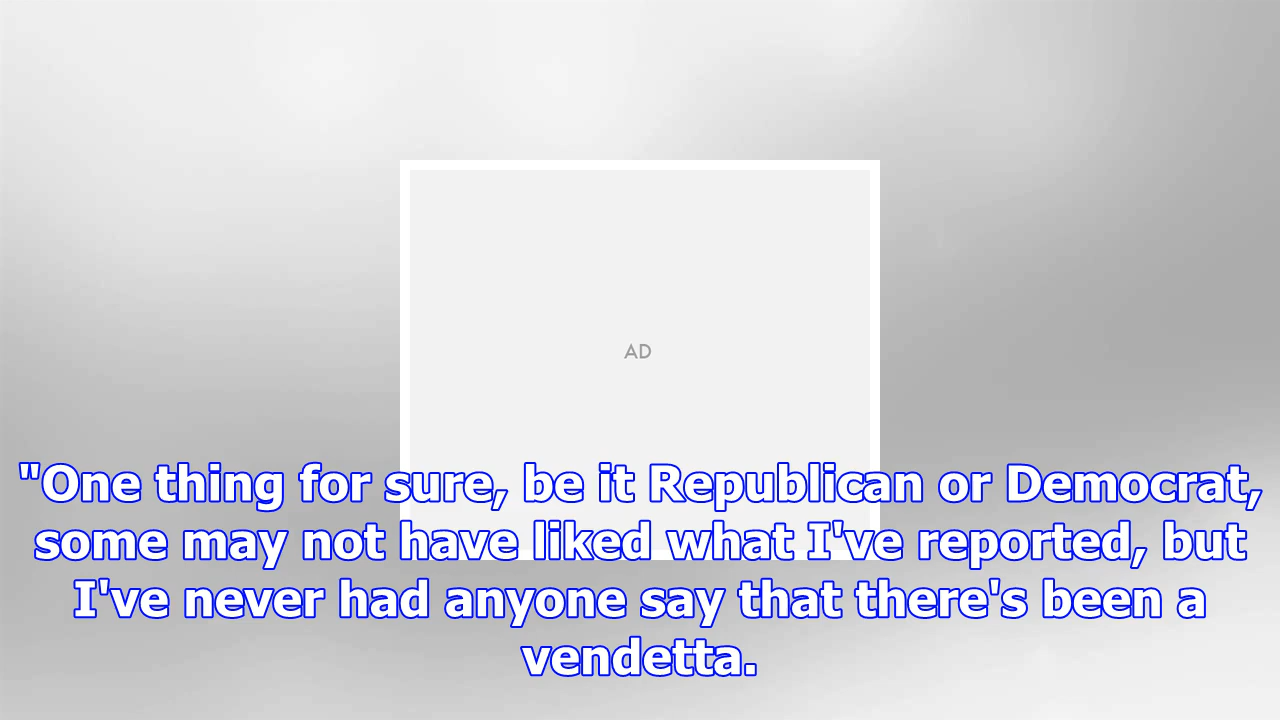 AD
"One thing for sure, be it Republican or Democrat,
some may not have liked what I've reported, but
I've never had anyone say that there's been a
vendetta.